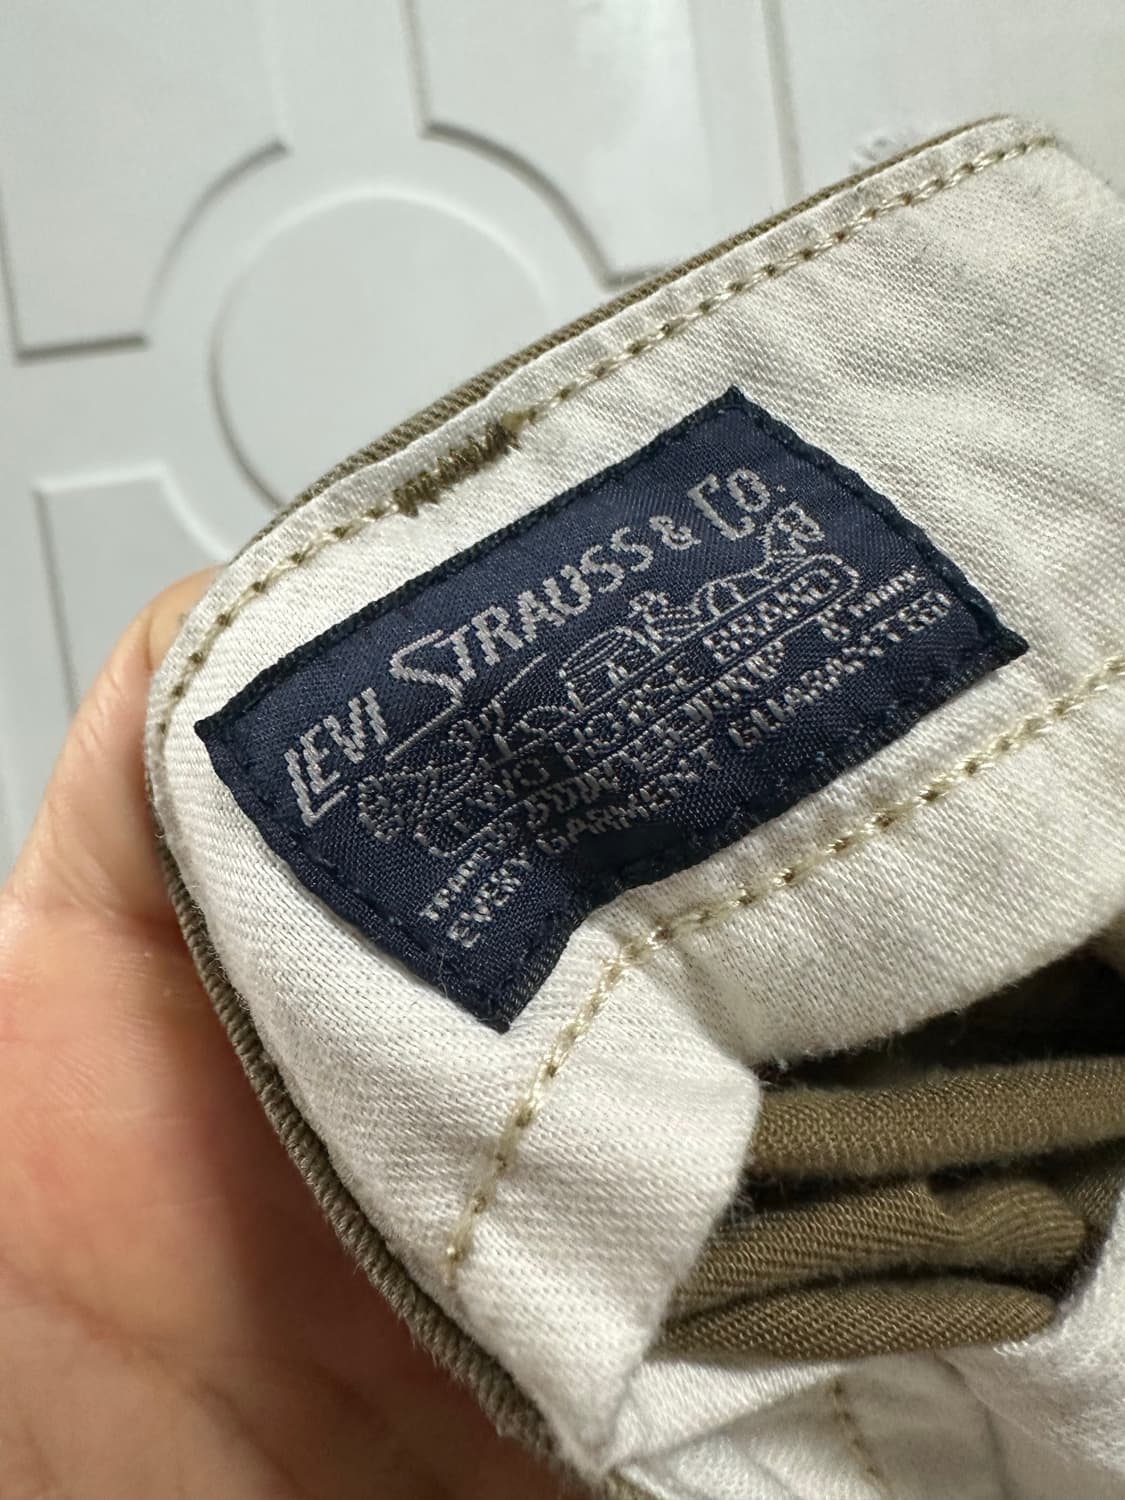 LEVI STRAUSS & CO.
TWO HORSE BRAND
EVERY GARMENT GUARANTEED